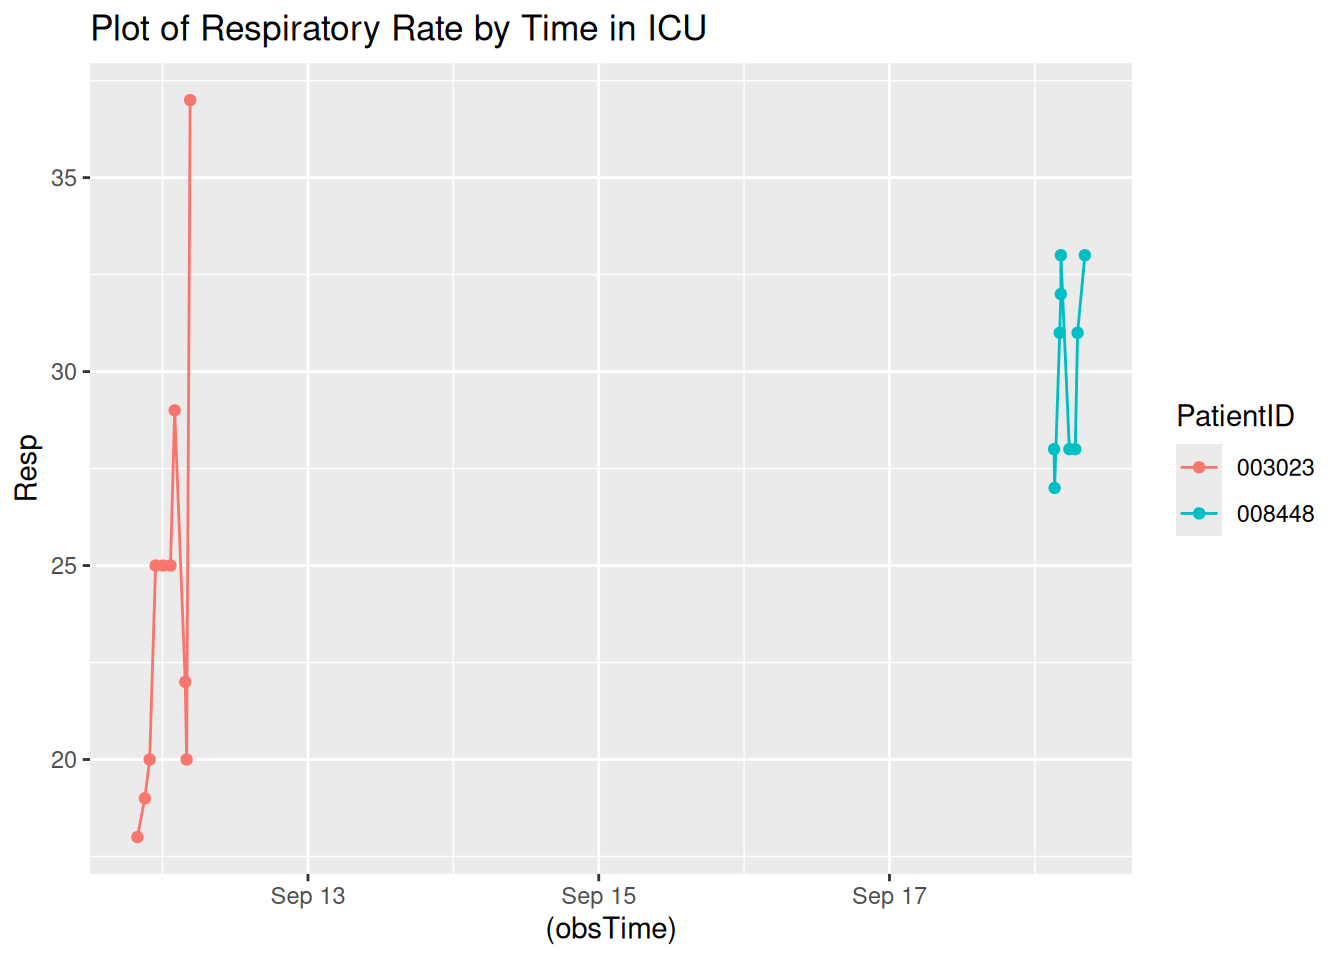 Plot of Respiratory Rate by Time in ICU
35
30
25
20
Resp
Sep 13
Sep 15
Sep 17
(obsTime)
PatientID
003023
008448